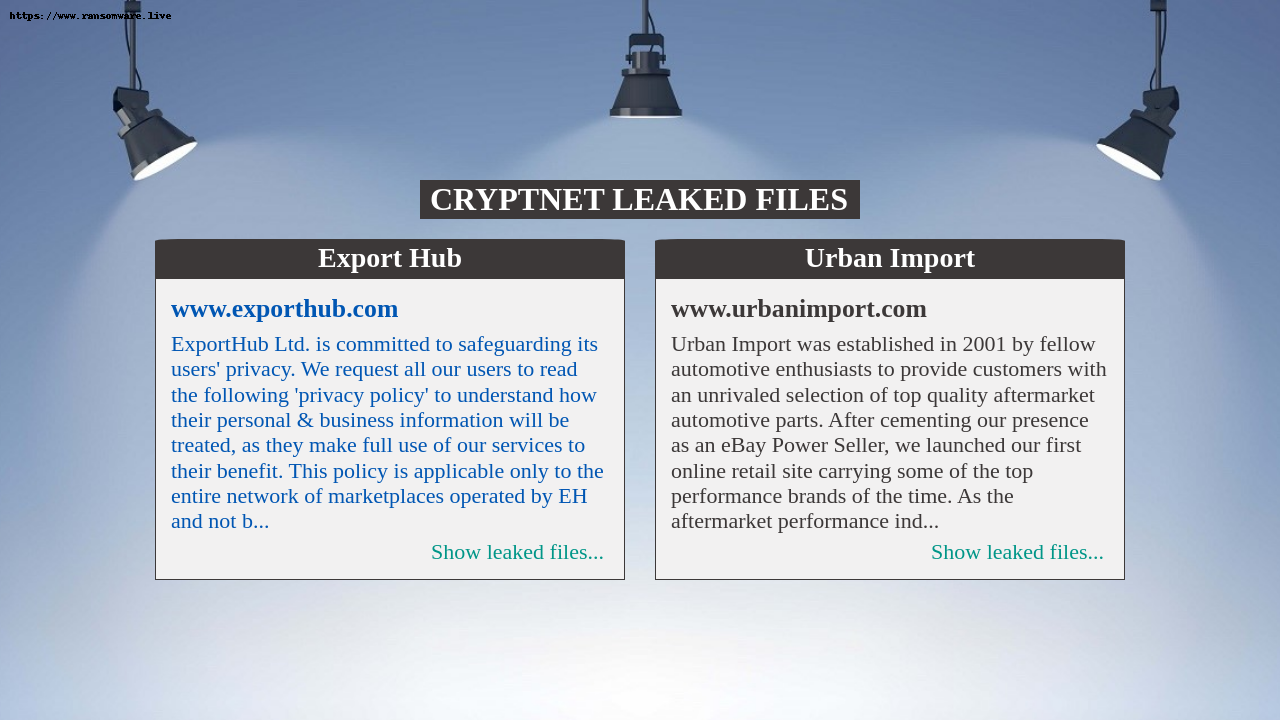 https://www.ransomware.live
CRYPTNET LEAKED FILES
Export Hub
www.exporthub.com
ExportHub Ltd. is committed to safeguarding its
users' privacy. We request all our users to read
the following 'privacy policy' to understand how
their personal & business information will be
treated, as they make full use of our services to
their benefit. This policy is applicable only to the
entire network of marketplaces operated by EH
and not b...
Show leaked files...
Urban Import
www.urbanimport.com
Urban Import was established in 2001 by fellow
automotive enthusiasts to provide customers with
an unrivaled selection of top quality aftermarket
automotive parts. After cementing our presence
as an eBay Power Seller, we launched our first
online retail site carrying some of the top
performance brands of the time. As the
aftermarket performance ind...
Show leaked files...